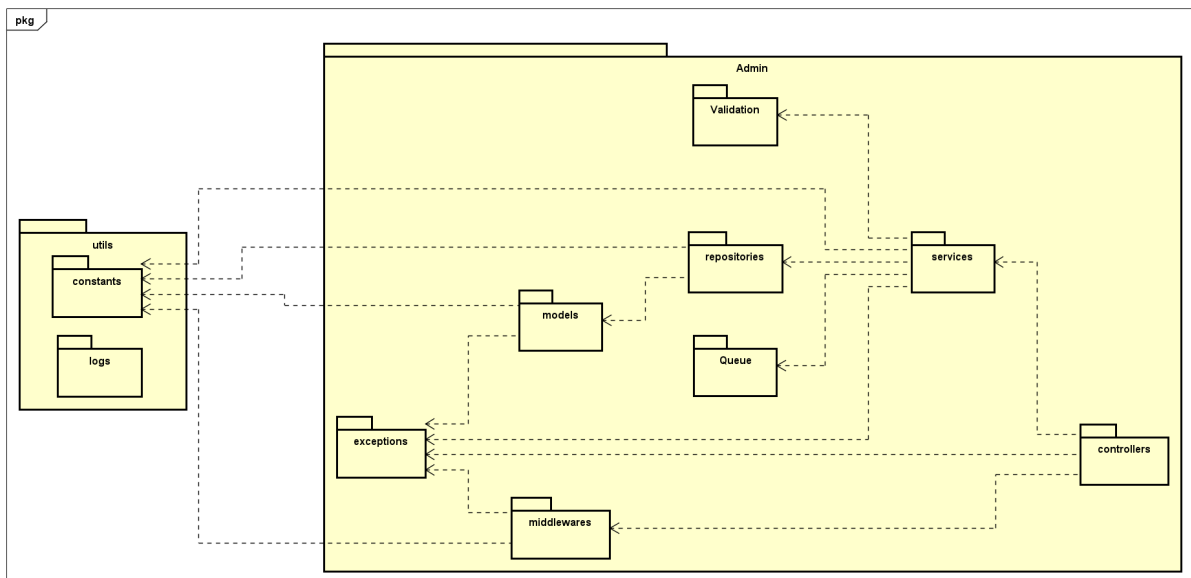 pkg
Admin
Validation
utils
constants
repositories
services
models
logs
Queue
exceptions
controllers
middlewares